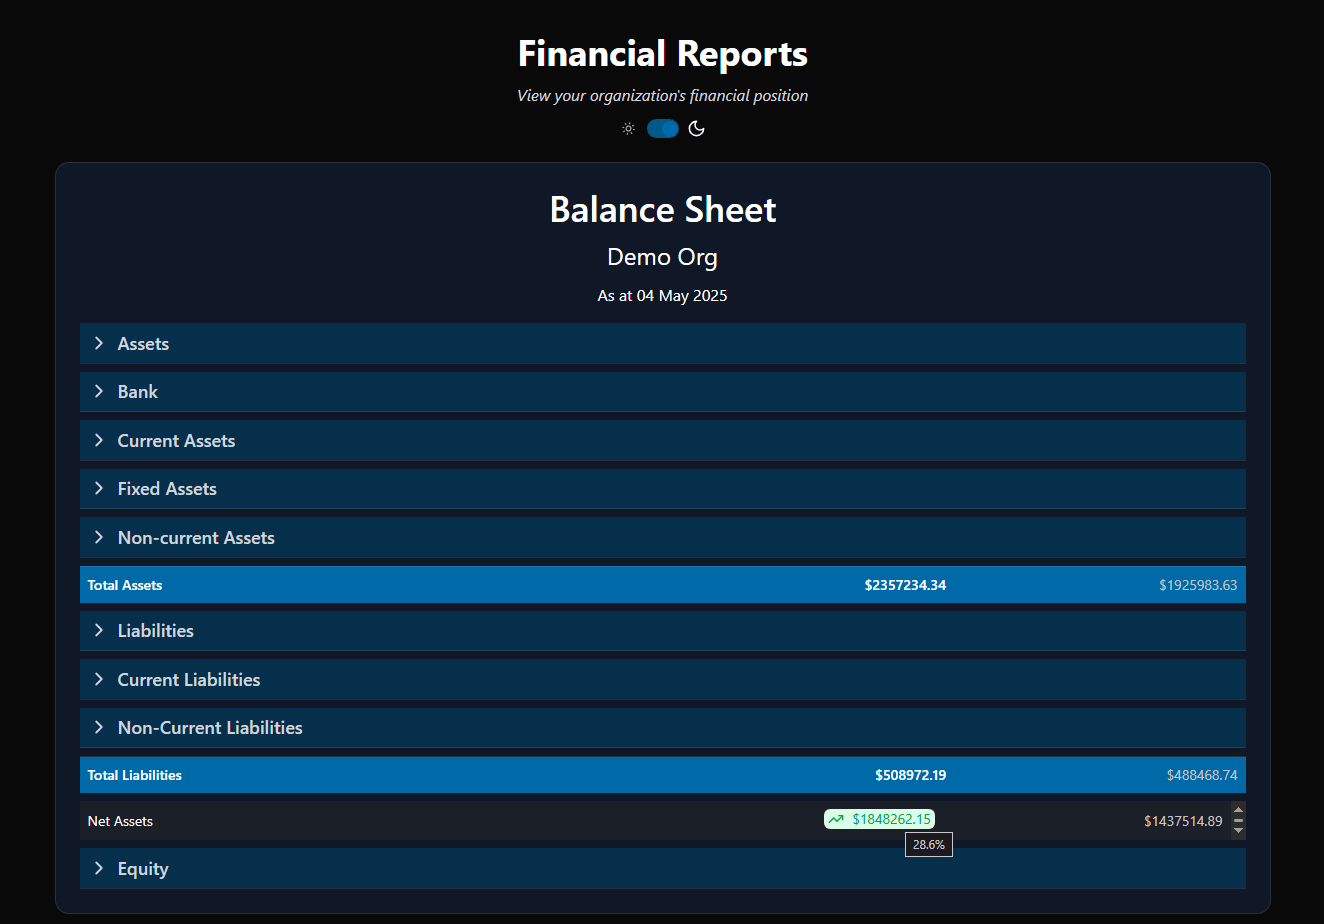 Financial Reports
View your organization's financial position
Balance Sheet
Demo Org
As at 04 May 2025
Assets
Bank
Current Assets
Fixed Assets
Non-current Assets
Total Assets $2357234.34 $1925983.63
Liabilities
Current Liabilities
Non-Current Liabilities
Total Liabilities $508972.19 $488468.74
Net Assets $1848262.15 $1437514.89
28.6%
Equity